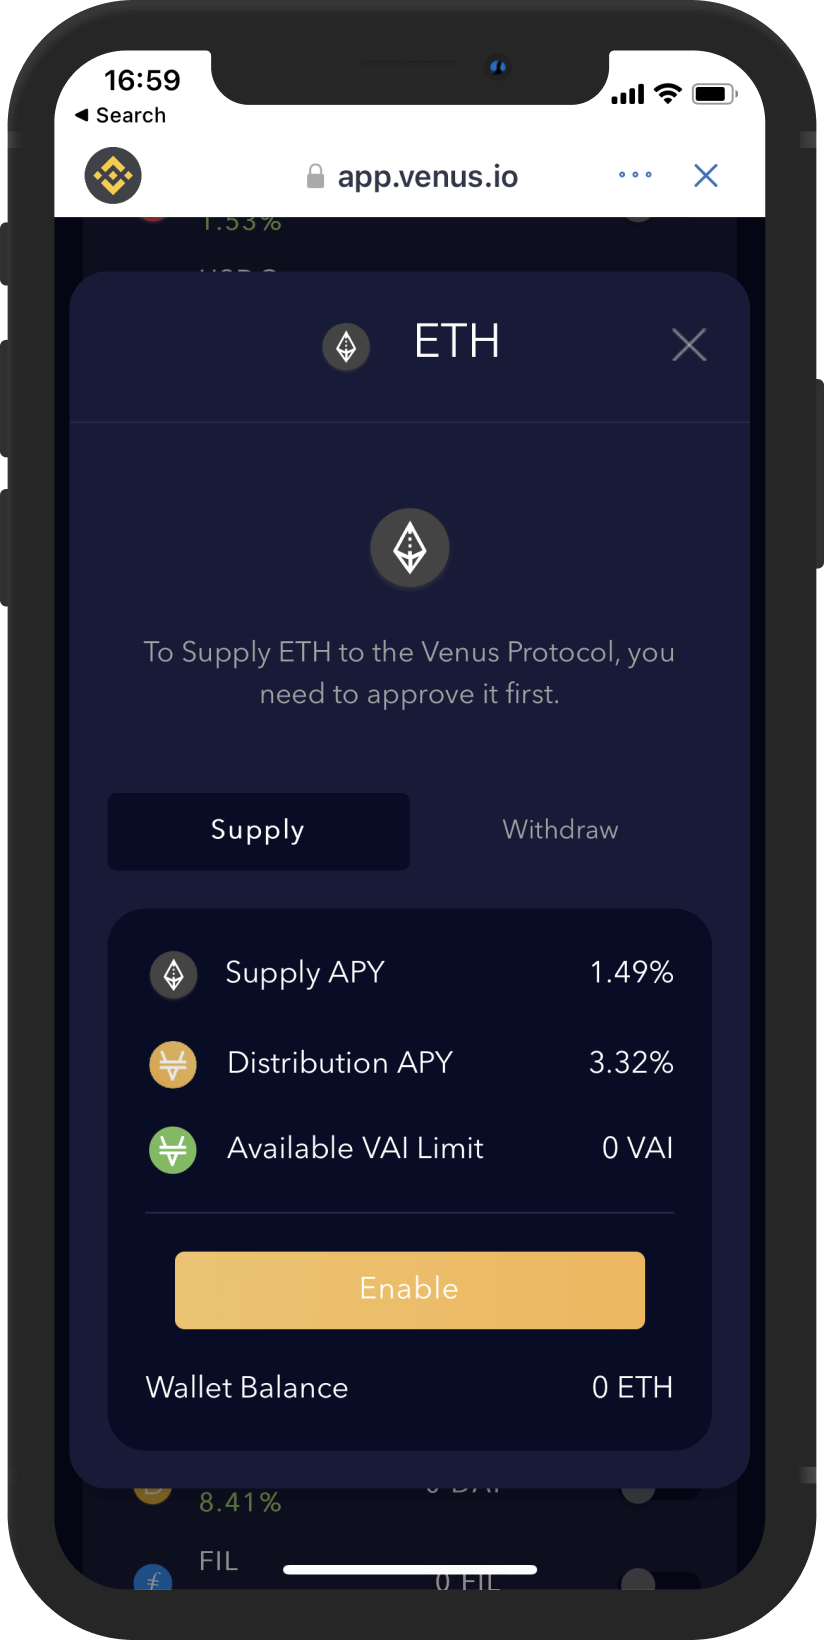 16:59
◀ Search
app.venus.io
1.53%
ETH
To Supply ETH to the Venus Protocol, you
need to approve it first.
Supply
Withdraw
Supply APY
1.49%
Distribution APY
3.32%
Available VAI Limit
0 VAI
Enable
Wallet Balance
0 ETH
8.41%
0 DAI
FIL
0 FIL